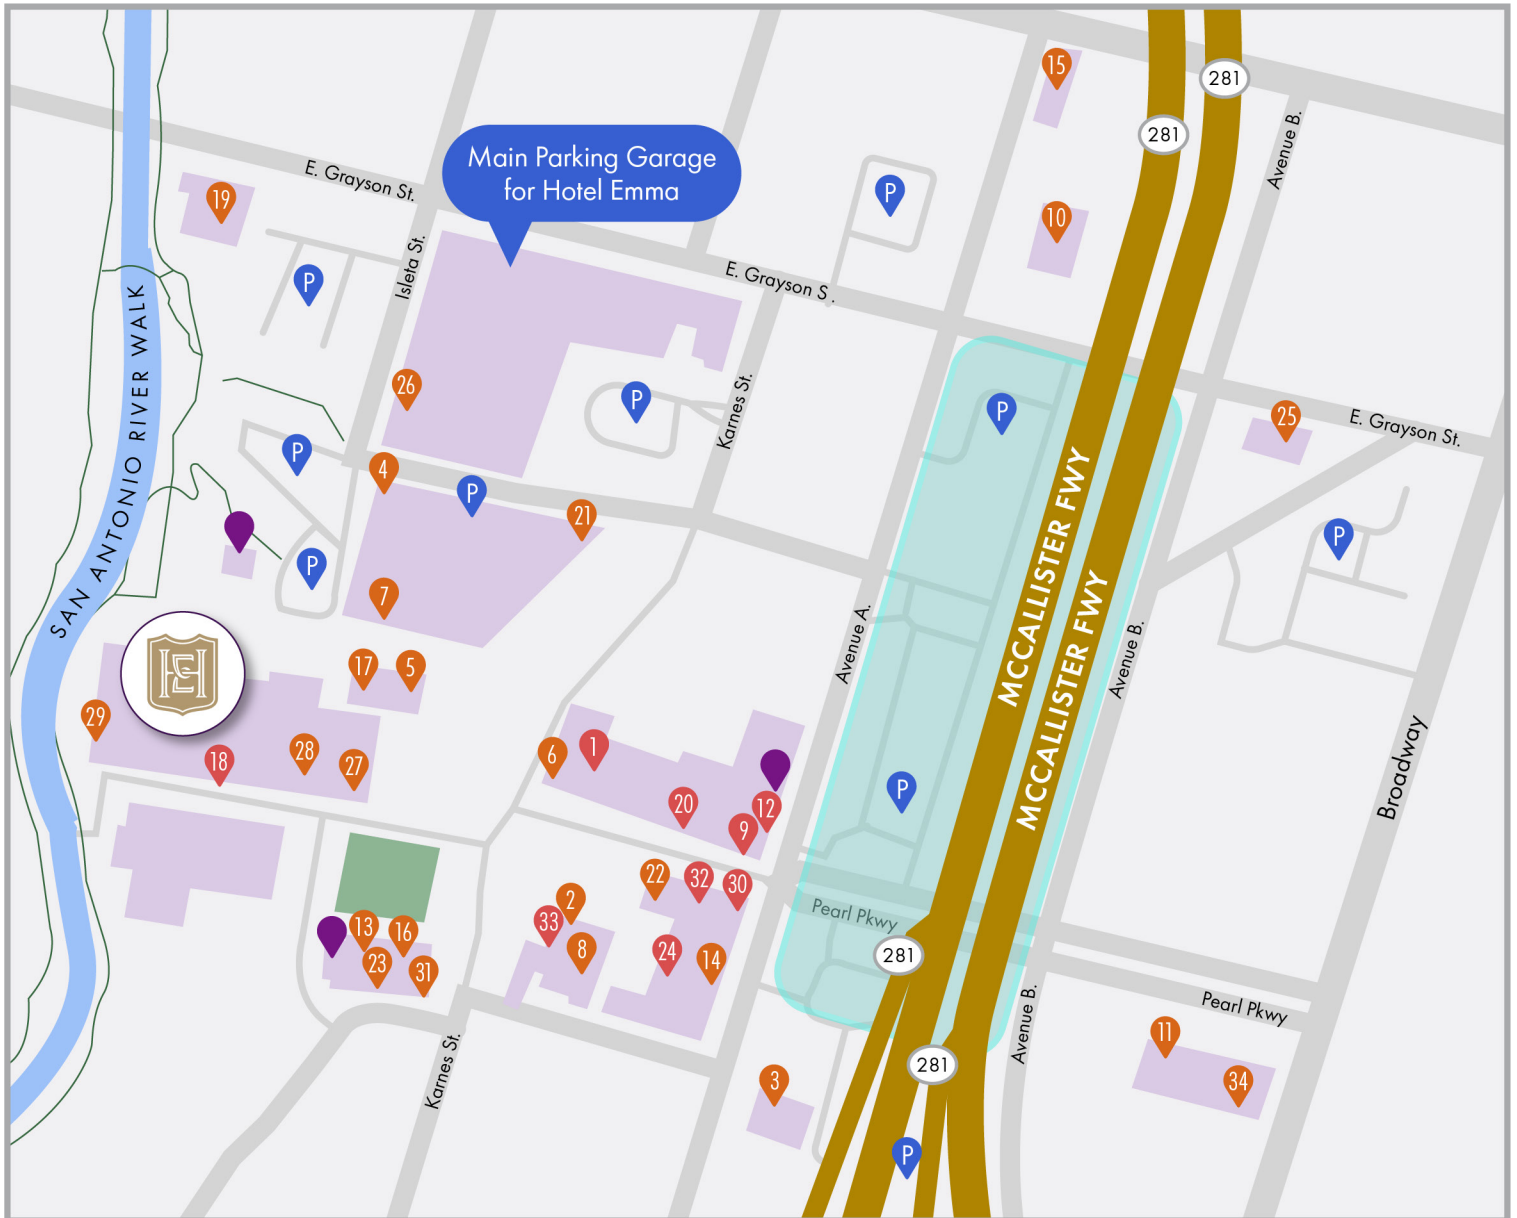 281
15
281
Avenue B.
Main Parking Garage
for Hotel Emma
E. Grayson St.
19
P
10
Isleta St.
P
E. Grayson S .
26
P
Karnes St.
P
25
E. Grayson St.
SAN ANTONIO RIVER WALK
P
4
P
21
P
P
MCCALLISTER FWY
7
Avenue A.
MCCALLISTER FWY
Avenue B.
17
5
HE
29
18
28
27
6
1
20
12
9
P
Broadway
22
32
30
2
33
8
24
14
Pearl Pkwy
13
16
23
31
281
Pearl Pkwy
Karnes St.
281
Avenue B.
11
34
3
P